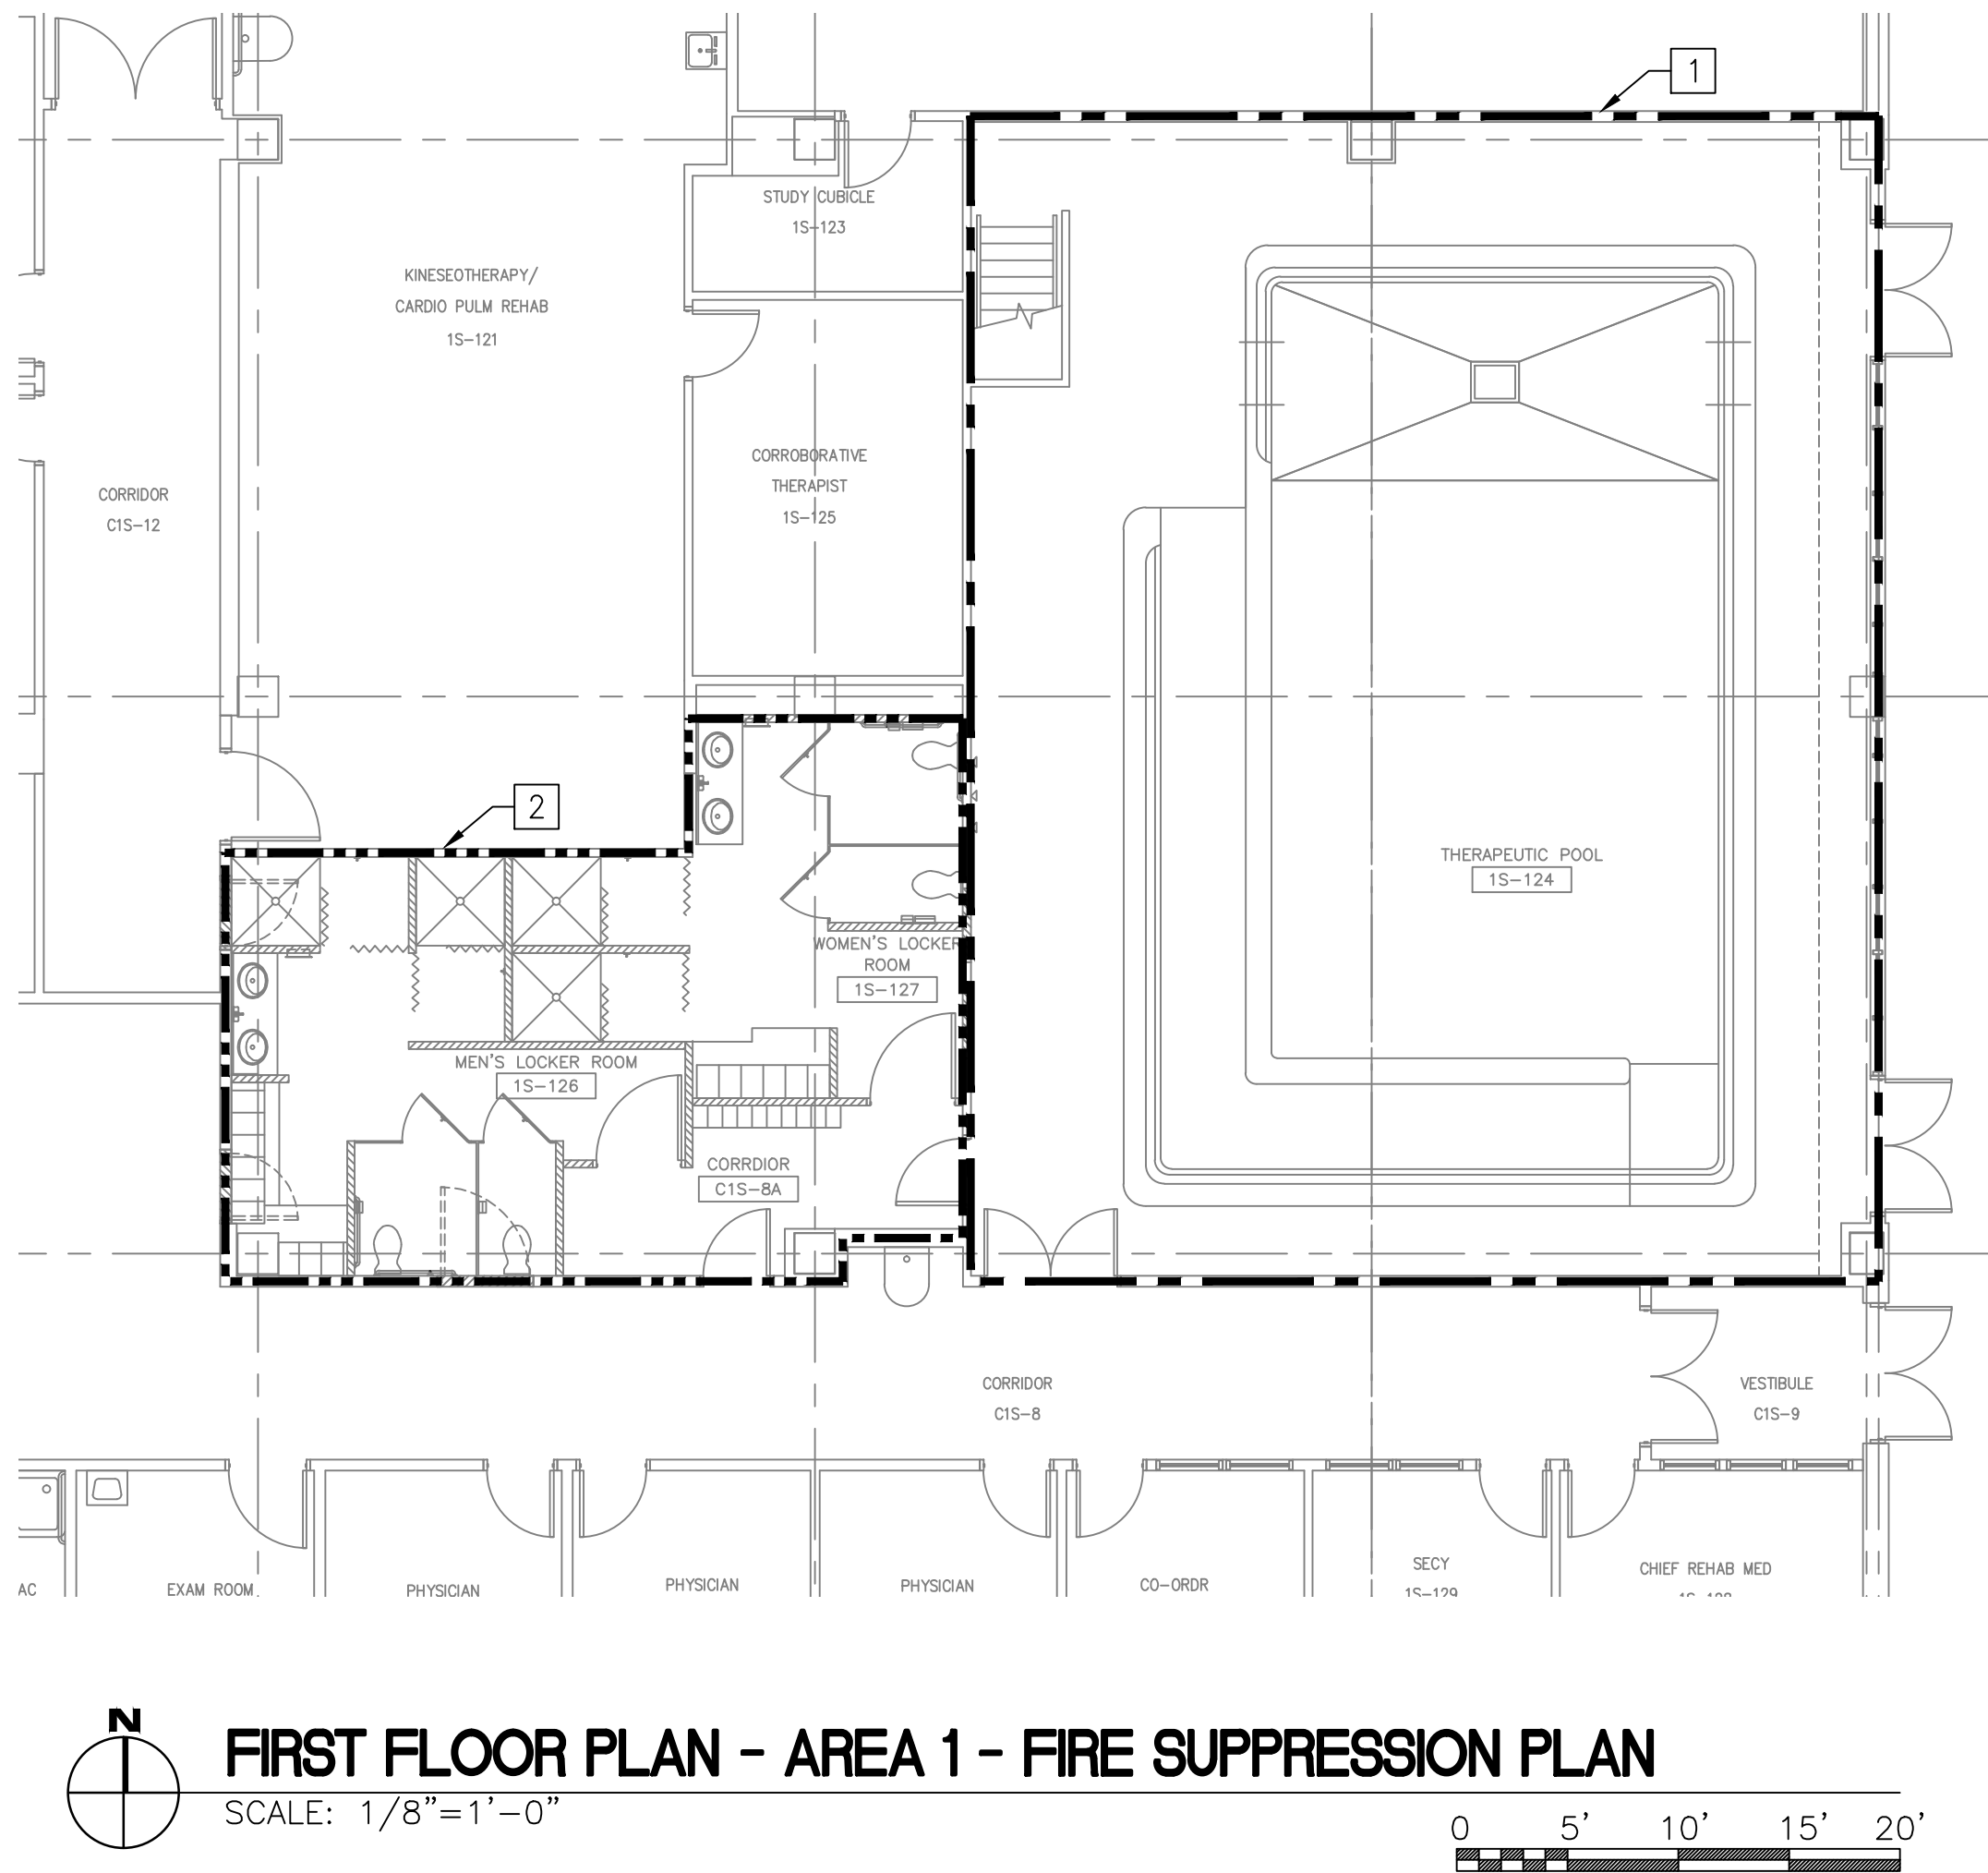 1
STUDY CUBICLE
1S-123
KINESEOTHERAPY/
CARDIO PULM REHAB
1S-121
CORROBORATIVE
THERAPIST
1S-125
CORRIDOR
C1S-12
2
THERAPEUTIC POOL
1S-124
WOMEN'S LOCKER
ROOM
1S-127
MEN'S LOCKER ROOM
1S-126
CORRDIOR
C1S-8A
CORRIDOR
C1S-8
VESTIBULE
C1S-9
AC
EXAM ROOM
PHYSICIAN
PHYSICIAN
PHYSICIAN
CO-ORDR
SECY
1S-129
CHIEF REHAB MED
N
FIRST FLOOR PLAN - AREA 1 - FIRE SUPPRESSION PLAN
SCALE: 1/8"=1'-0"
0 5' 10' 15' 20'